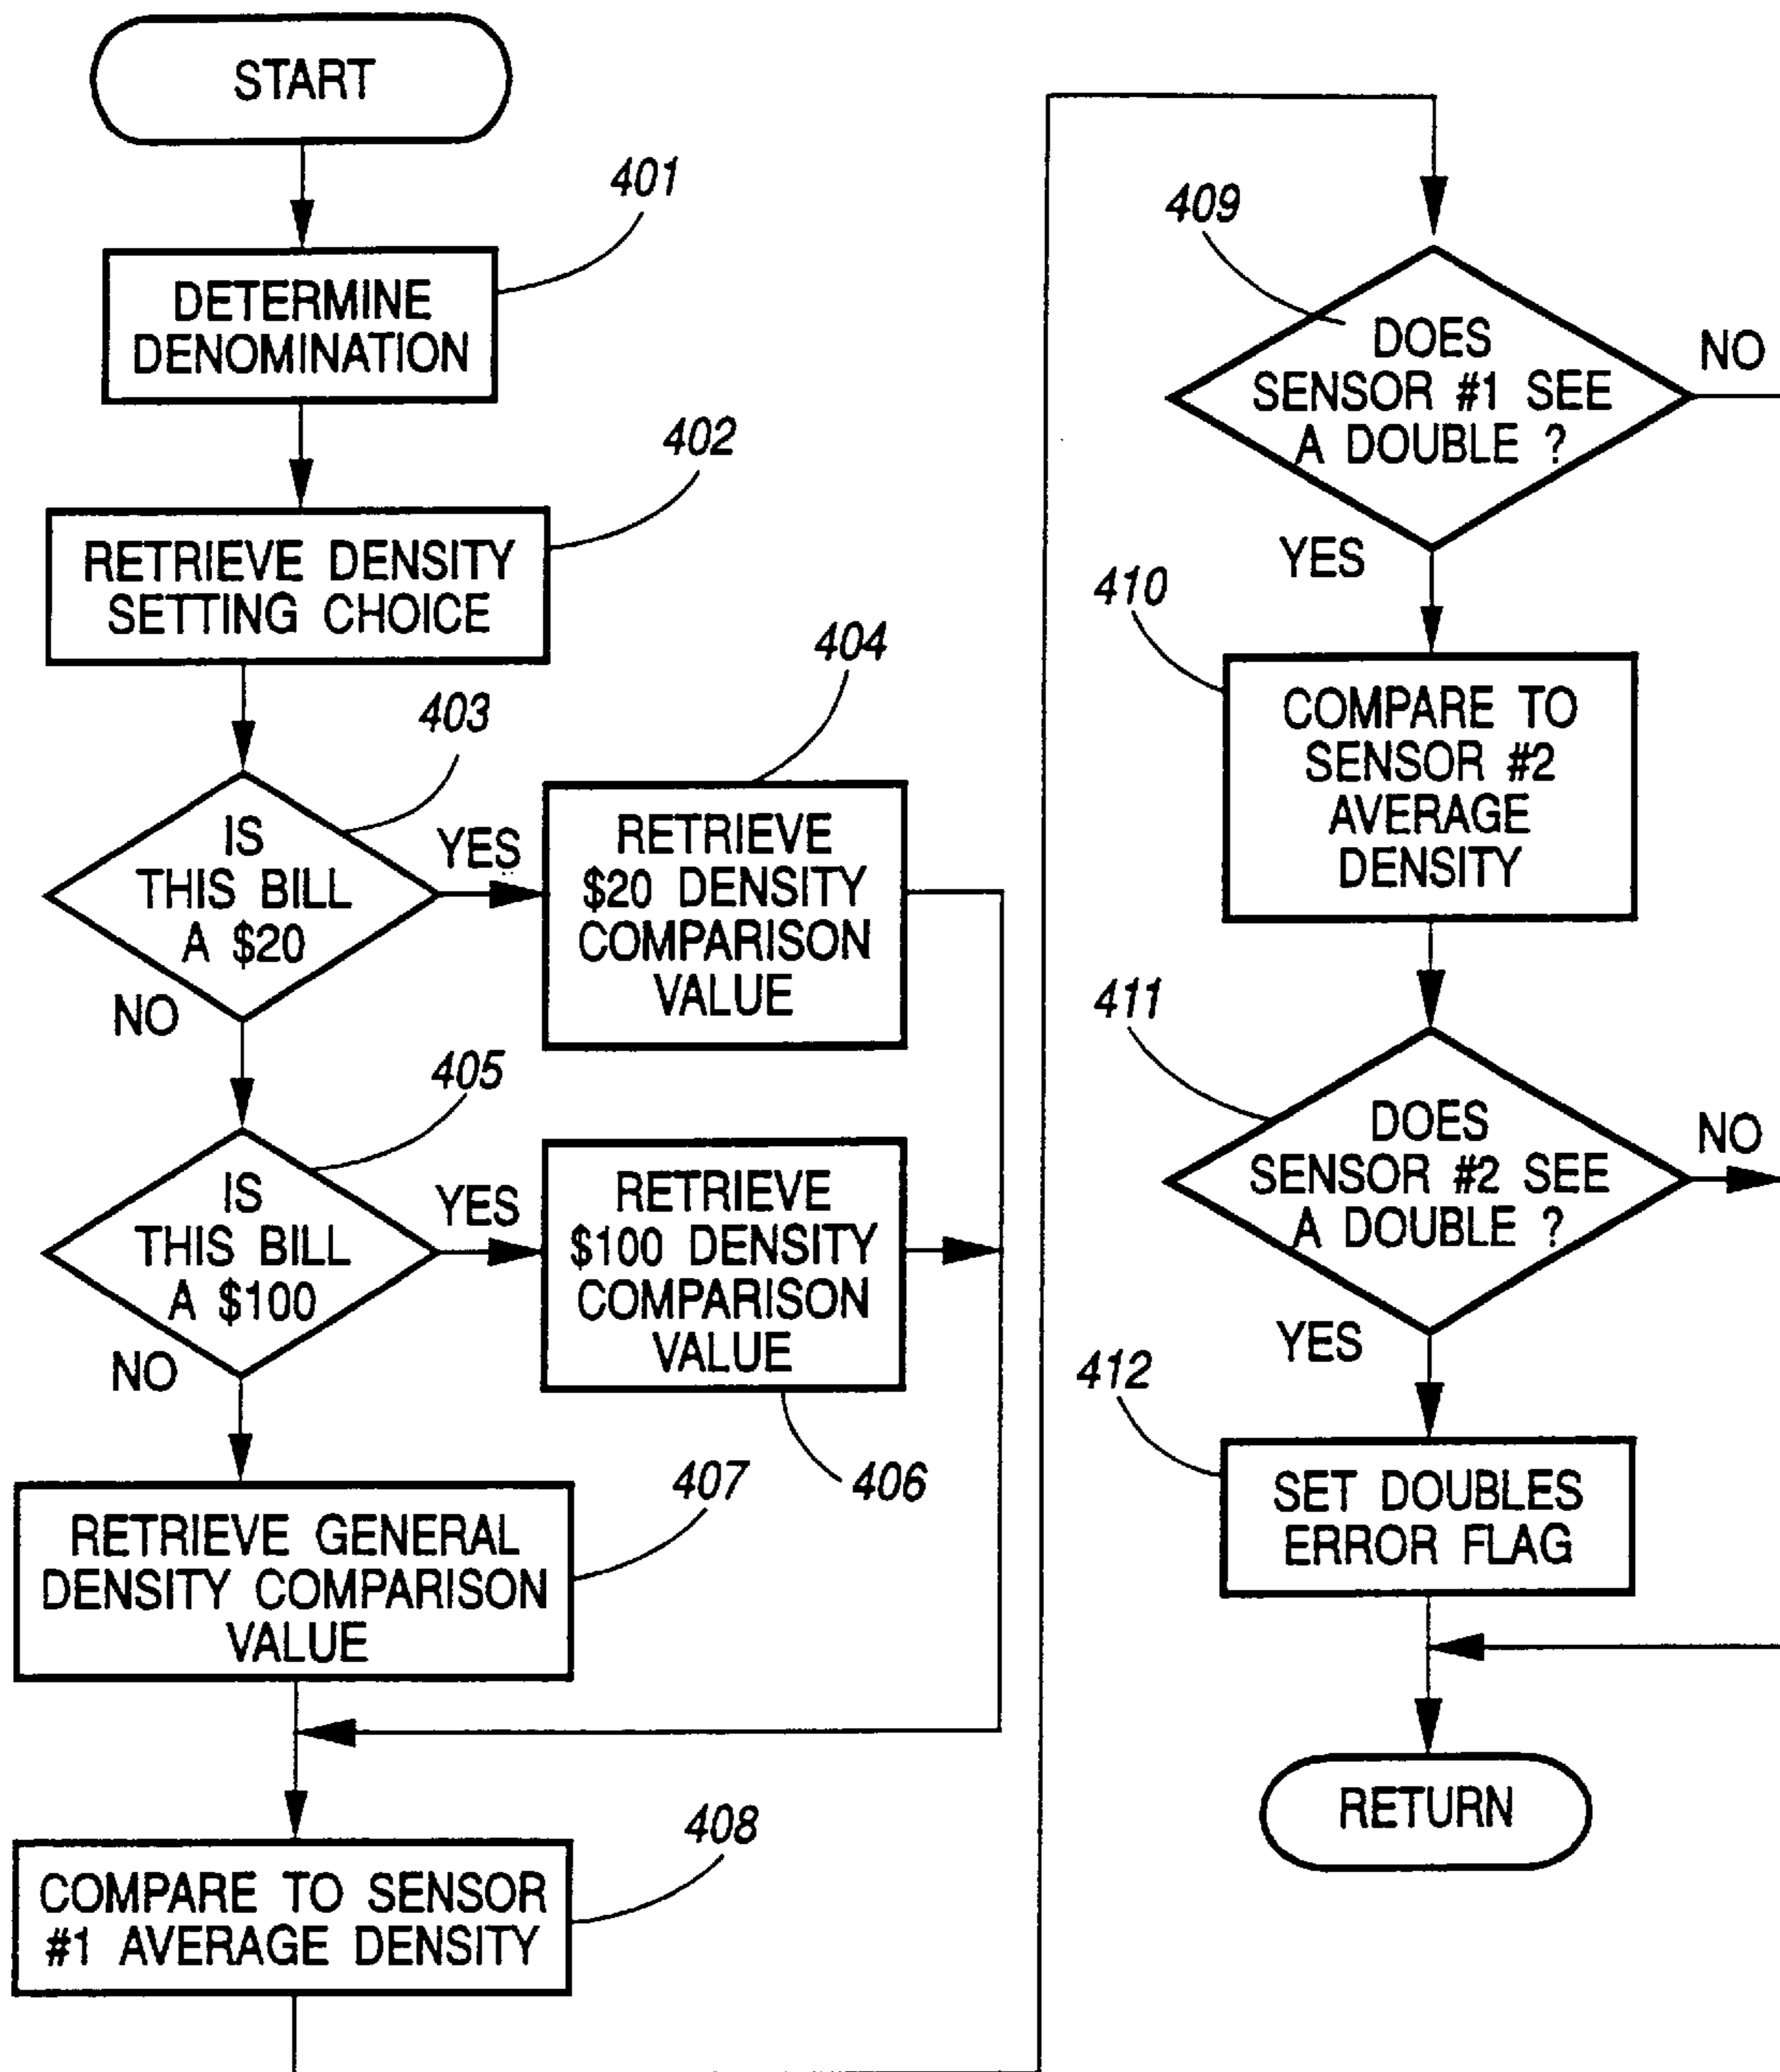 START
401
DETERMINE
DENOMINATION
402
RETRIEVE DENSITY
SETTING CHOICE
403
IS
THIS BILL
A $20
YES
NO
404
RETRIEVE
$20 DENSITY
COMPARISON
VALUE
405
IS
THIS BILL
A $100
YES
NO
RETRIEVE
$100 DENSITY
COMPARISON
VALUE
406
407
RETRIEVE GENERAL
DENSITY COMPARISON
VALUE
408
COMPARE TO SENSOR
#1 AVERAGE DENSITY
409
DOES
SENSOR #1 SEE
A DOUBLE ?
NO
YES
410
COMPARE TO
SENSOR #2
AVERAGE
DENSITY
411
DOES
SENSOR #2 SEE
A DOUBLE ?
NO
YES
412
SET DOUBLES
ERROR FLAG
RETURN